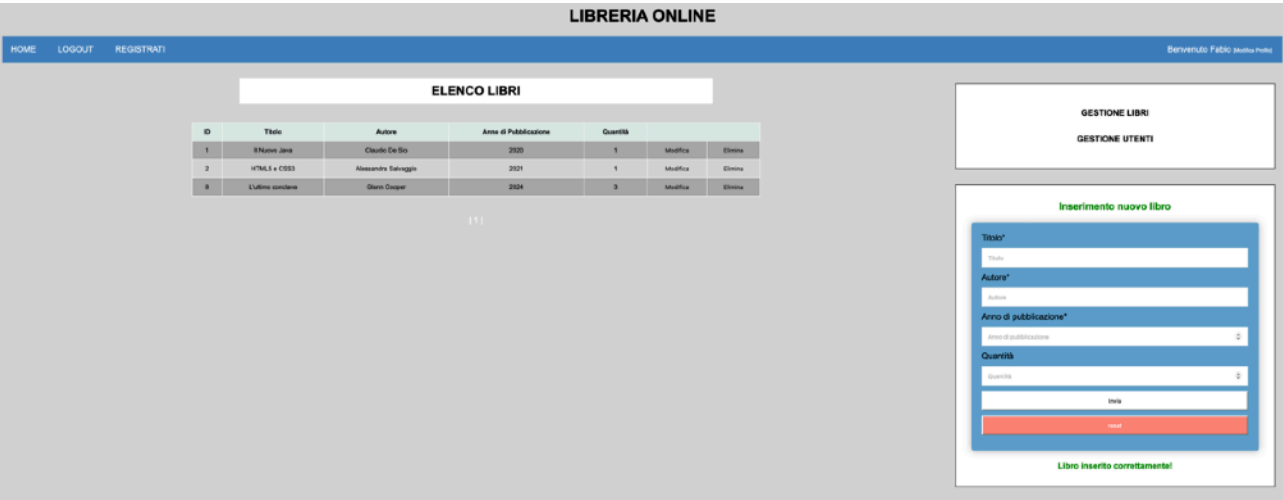 LIBRERIA ONLINE
HOME LOGOUT REGISTRATI Benvenuto Fabio (Modifica Profilo)
ELENCO LIBRI
ID Titolo Autore Anno di Pubblicazione Quantità
1 Il Nuovo Java Claudio De Sio 2020 1 Modifica Elimina
2 HTML5 e CSS3 Alessandra Salvaggio 2021 1 Modifica Elimina
L'ultimo conclave Glenn Cooper 2024 3 Modifica Elimina
| 1 |
GESTIONE LIBRI
GESTIONE UTENTI
Inserimento nuovo libro
Titolo*
Titolo
Autore*
Autore
Anno di pubblicazione*
Anno di pubblicazione
Quantità
Quantità
Invia
reset
Libro inserito correttamente!